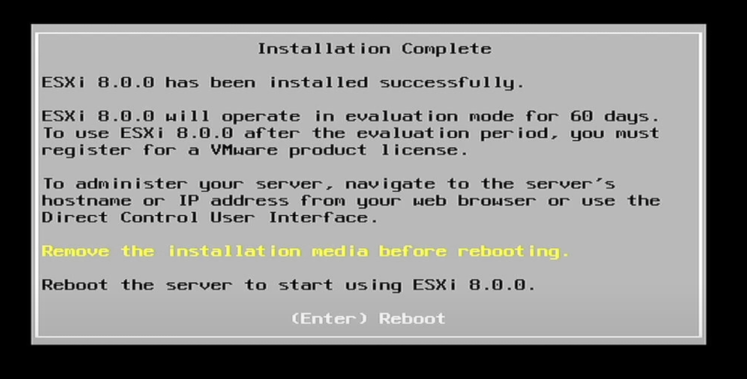 Installation Complete
ESXi 8.0.0 has been installed successfully.
ESXi 8.0.0 will operate in evaluation mode for 60 days.
To use ESXi 8.0.0 after the evaluation period, you must
register for a VMware product license.
To administer your server, navigate to the server's
hostname or IP address from your web browser or use the
Direct Control User Interface.
Remove the installation media before rebooting.
Reboot the server to start using ESXi 8.0.0.
(Enter) Reboot